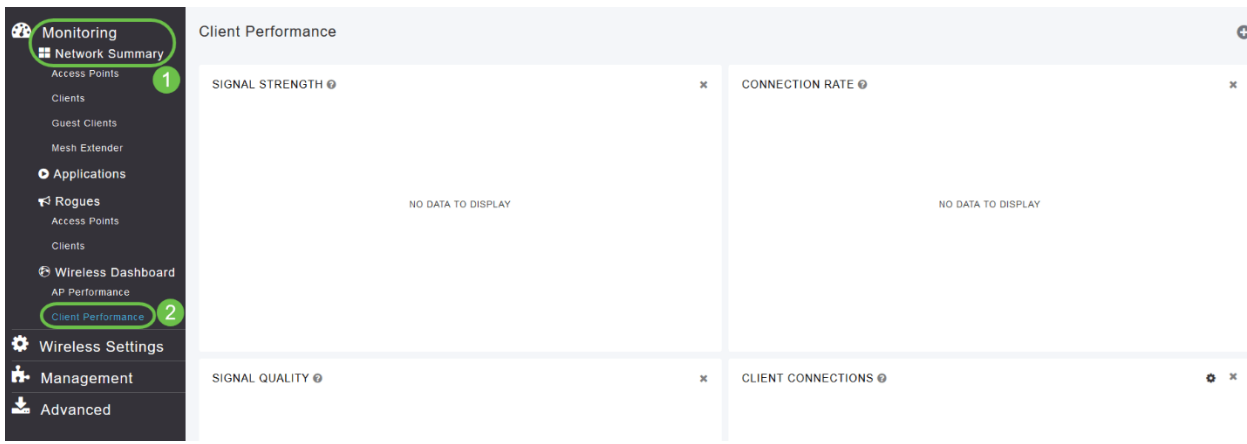 Monitoring
Network Summary
1
Access Points
Clients
Guest Clients
Mesh Extender
Applications
Rogues
Access Points
Clients
Wireless Dashboard
AP Performance
Client Performance
2
Wireless Settings
Management
Advanced
Client Performance
SIGNAL STRENGTH
NO DATA TO DISPLAY
CONNECTION RATE
NO DATA TO DISPLAY
SIGNAL QUALITY
CLIENT CONNECTIONS